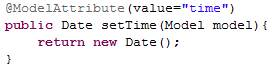 @ModelAttribute(value="time")
public Date setTime(Model model){
    return new Date();
}